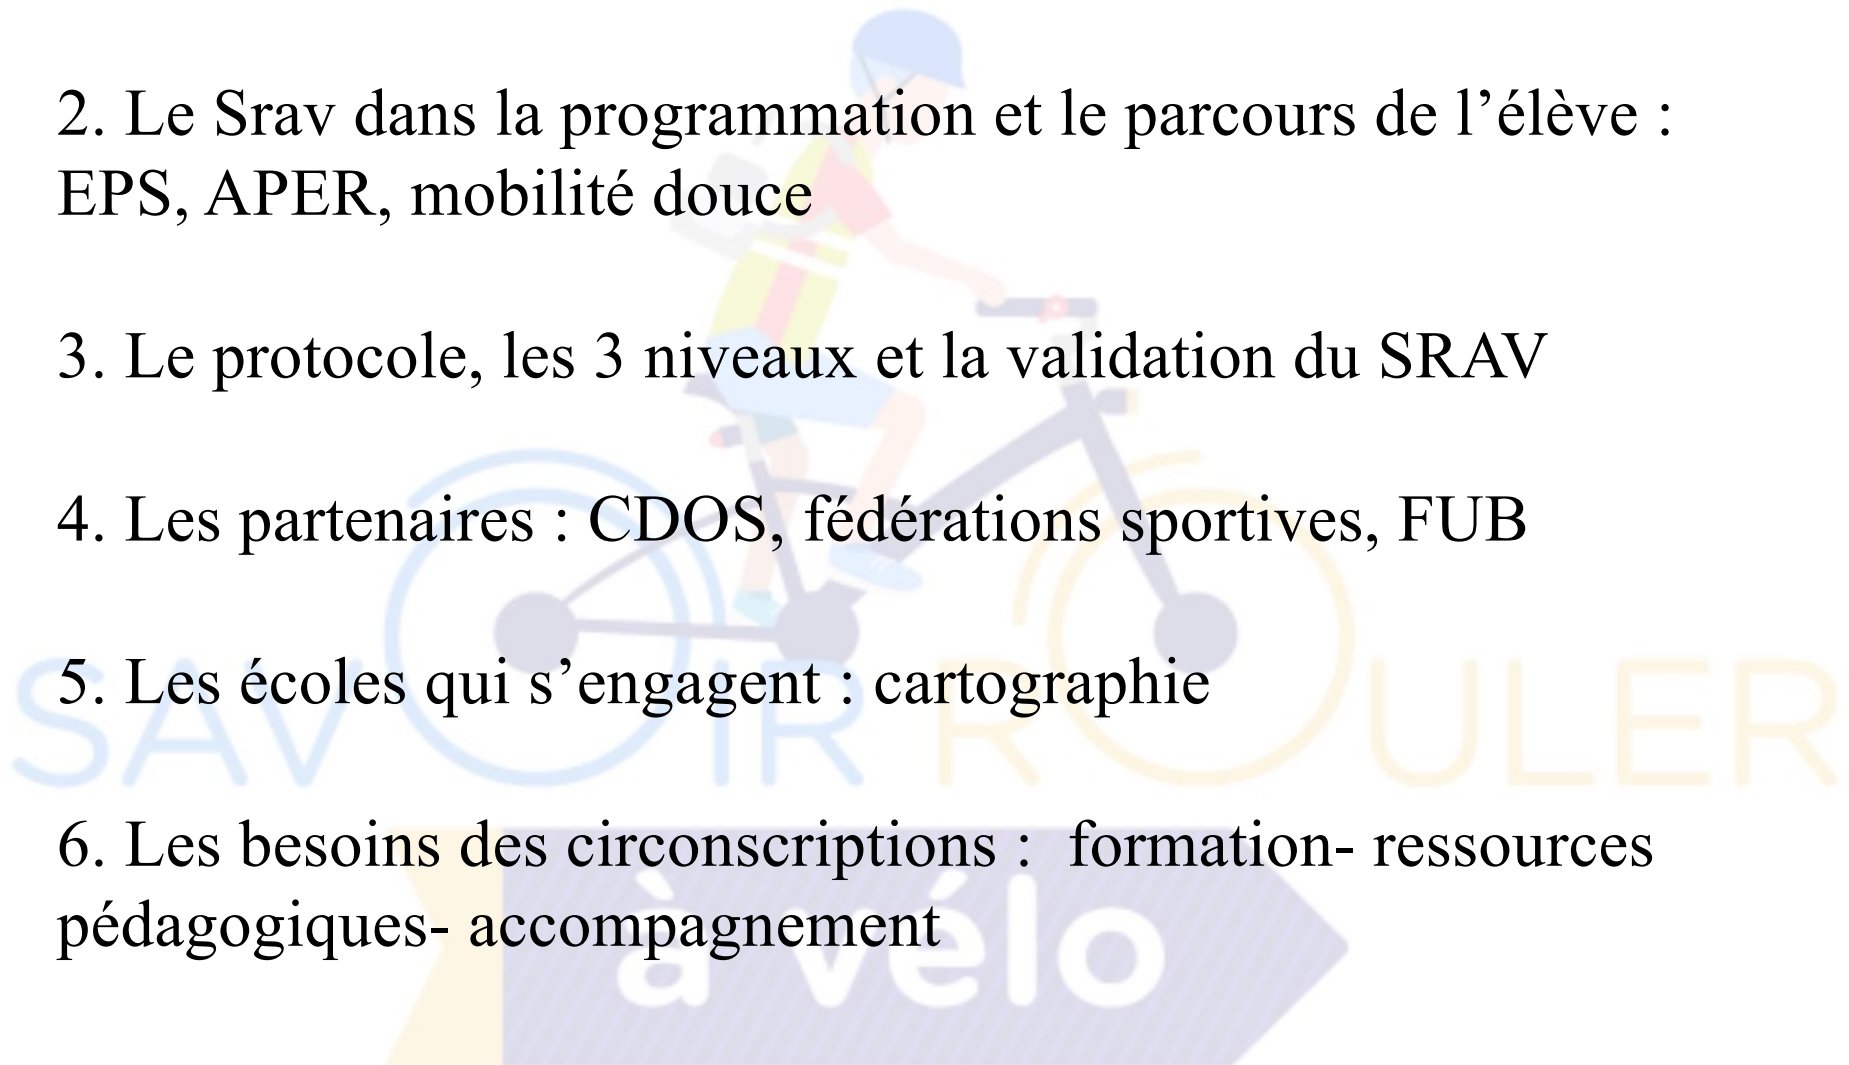 2. Le Srav dans la programmation et le parcours de l’élève :
EPS, APER, mobilité douce
3. Le protocole, les 3 niveaux et la validation du SRAV
4. Les partenaires : CDOS, fédérations sportives, FUB
5. Les écoles qui s’engagent : cartographie
SAVOIR ROULER
6. Les besoins des circonscriptions :  formation- ressources
pédagogiques- accompagnement
à vélo